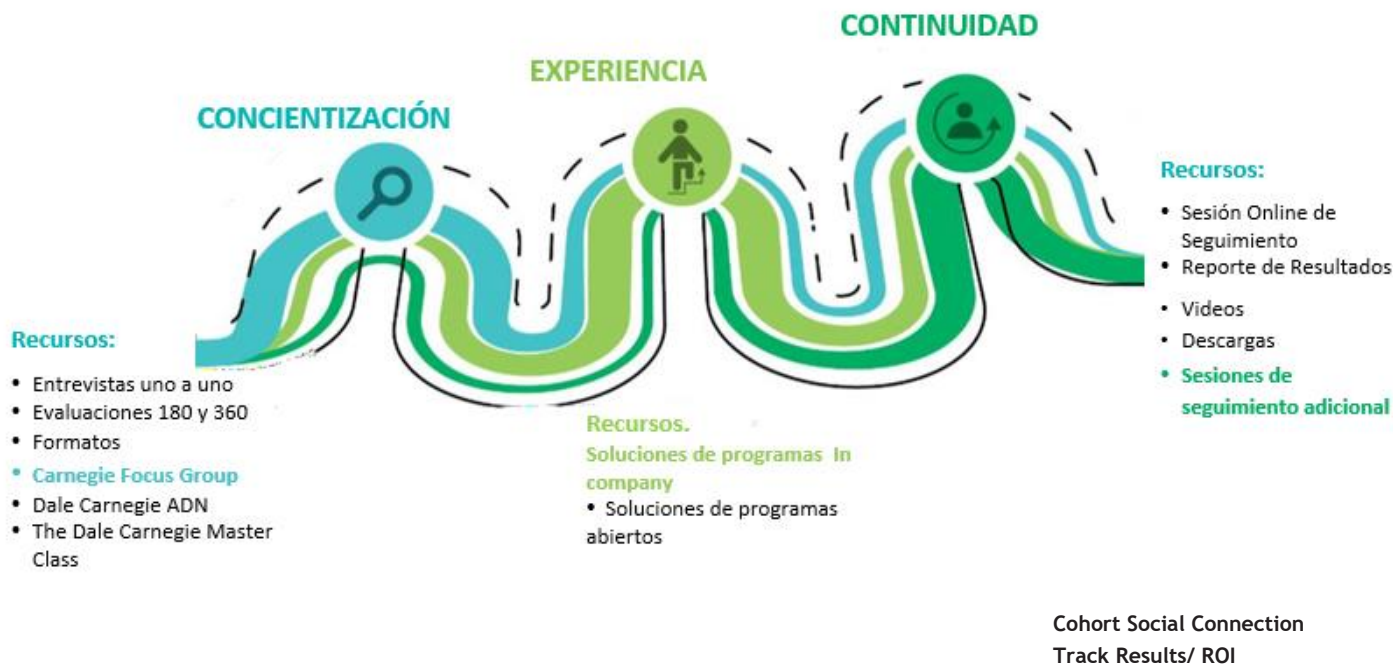 CONCIENTIZACIÓN
EXPERIENCIA
CONTINUIDAD
Recursos:
• Entrevistas uno a uno
• Evaluaciones 180 y 360
• Formatos
• Carnegie Focus Group
• Dale Carnegie ADN
• The Dale Carnegie Master
Class
Recursos.
Soluciones de programas In
company
• Soluciones de programas
abiertos
Recursos:
• Sesión Online de
Seguimiento
• Reporte de Resultados
• Videos
• Descargas
• Sesiones de
seguimiento adicional
Cohort Social Connection
Track Results/ ROI